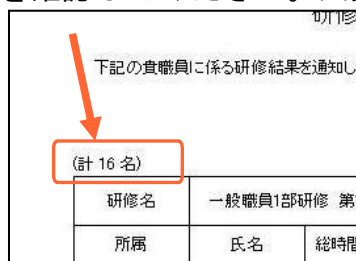 下記の貴職員に係る研修結果を通知し
(計 16 名)
研修名 一般職員1部研修 第
所属 氏名 総時間